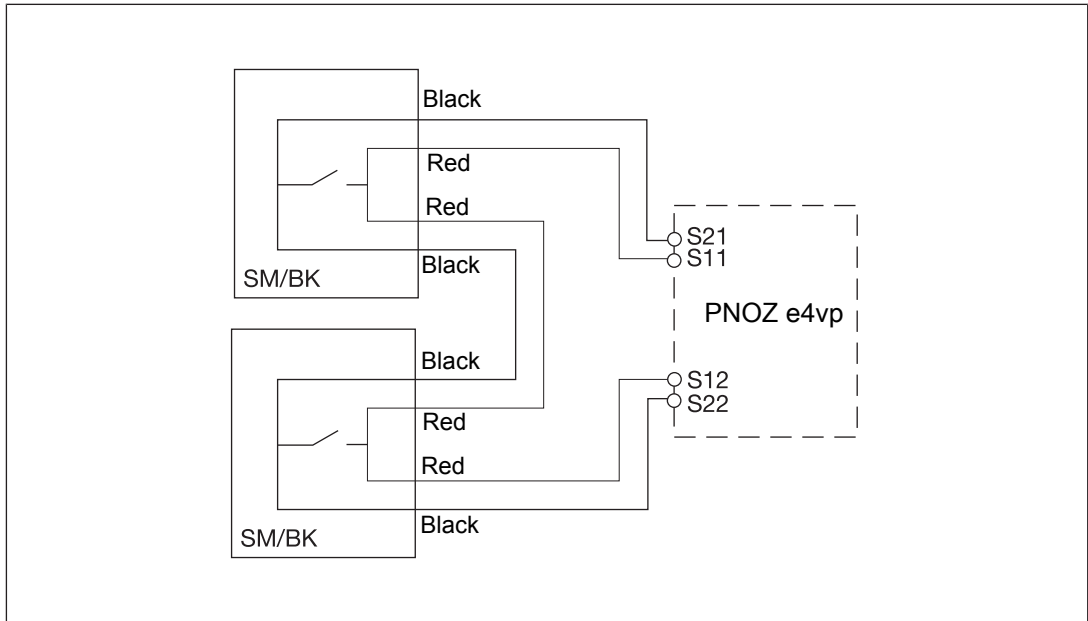 Black
Red
Red
Black
SM/BK
S21
S11
PNOZ e4vp
S12
S22
Black
Red
Red
Black
SM/BK